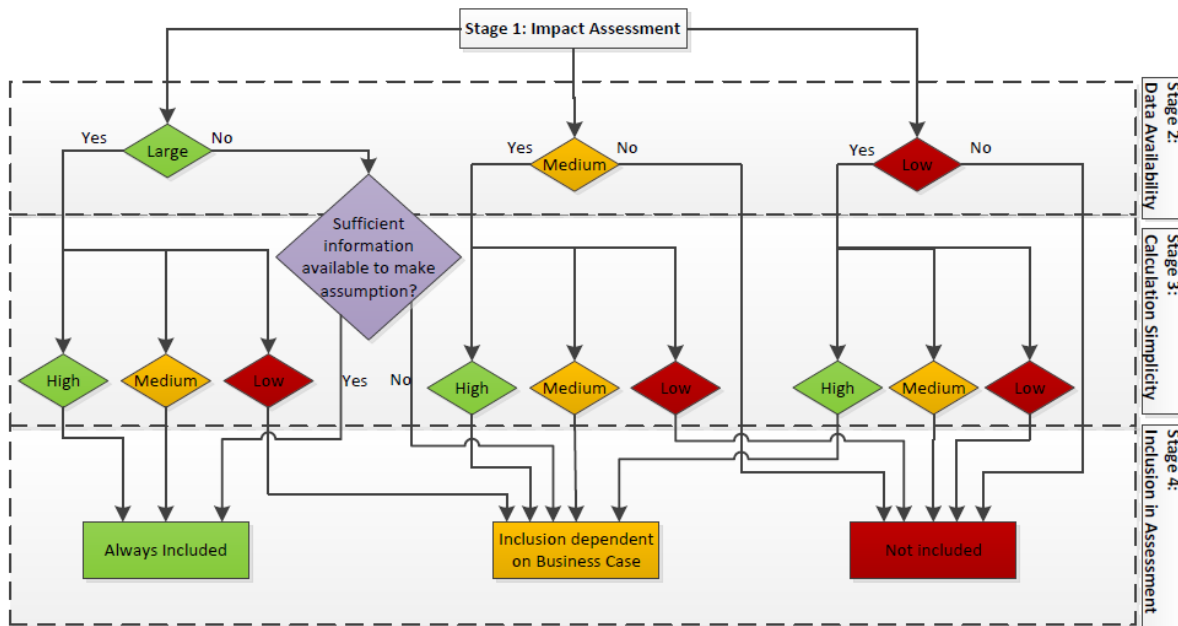 Stage 1: Impact Assessment
Stage 2:
Data Availability
Yes
Large
No
Yes
Medium
No
Yes
Low
No
Sufficient
information
available to make
assumption?
Stage 3:
Calculation Simplicity
High
Medium
Low
Yes
No
High
Medium
Low
High
Medium
Low
Stage 4:
Inclusion in Assessment
Always Included
Inclusion dependent
on Business Case
Not included